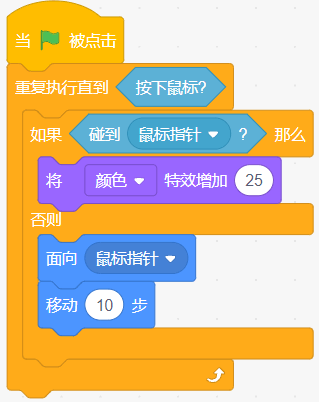 当 被点击
重复执行直到 按下鼠标?
如果 碰到 鼠标指针 ? 那么
将 颜色 特效增加 25
否则
面向 鼠标指针
移动 10 步